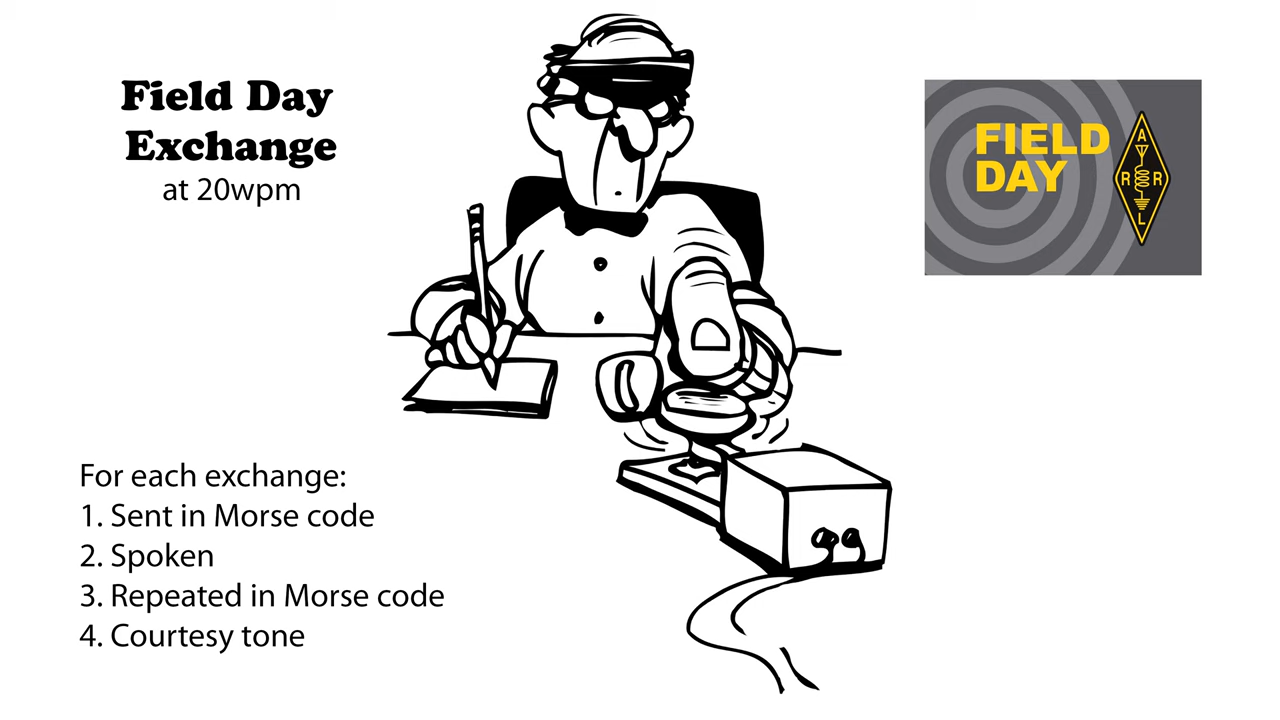 Field Day
Exchange
at 20wpm
FIELD
DAY
A
R R
L
For each exchange:
1. Sent in Morse code
2. Spoken
3. Repeated in Morse code
4. Courtesy tone